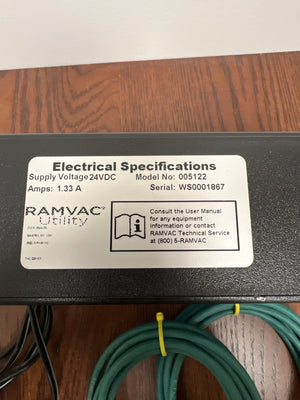 Electrical Specifications
Supply Voltage24VDC Model No: 005122
Amps: 1.33 A Serial: WS0001867
RAMVAC®
Utility
Consult the User Manual
for any equipment
information or contact
RAMVAC Technical Service
at (800) 5-RAMVAC